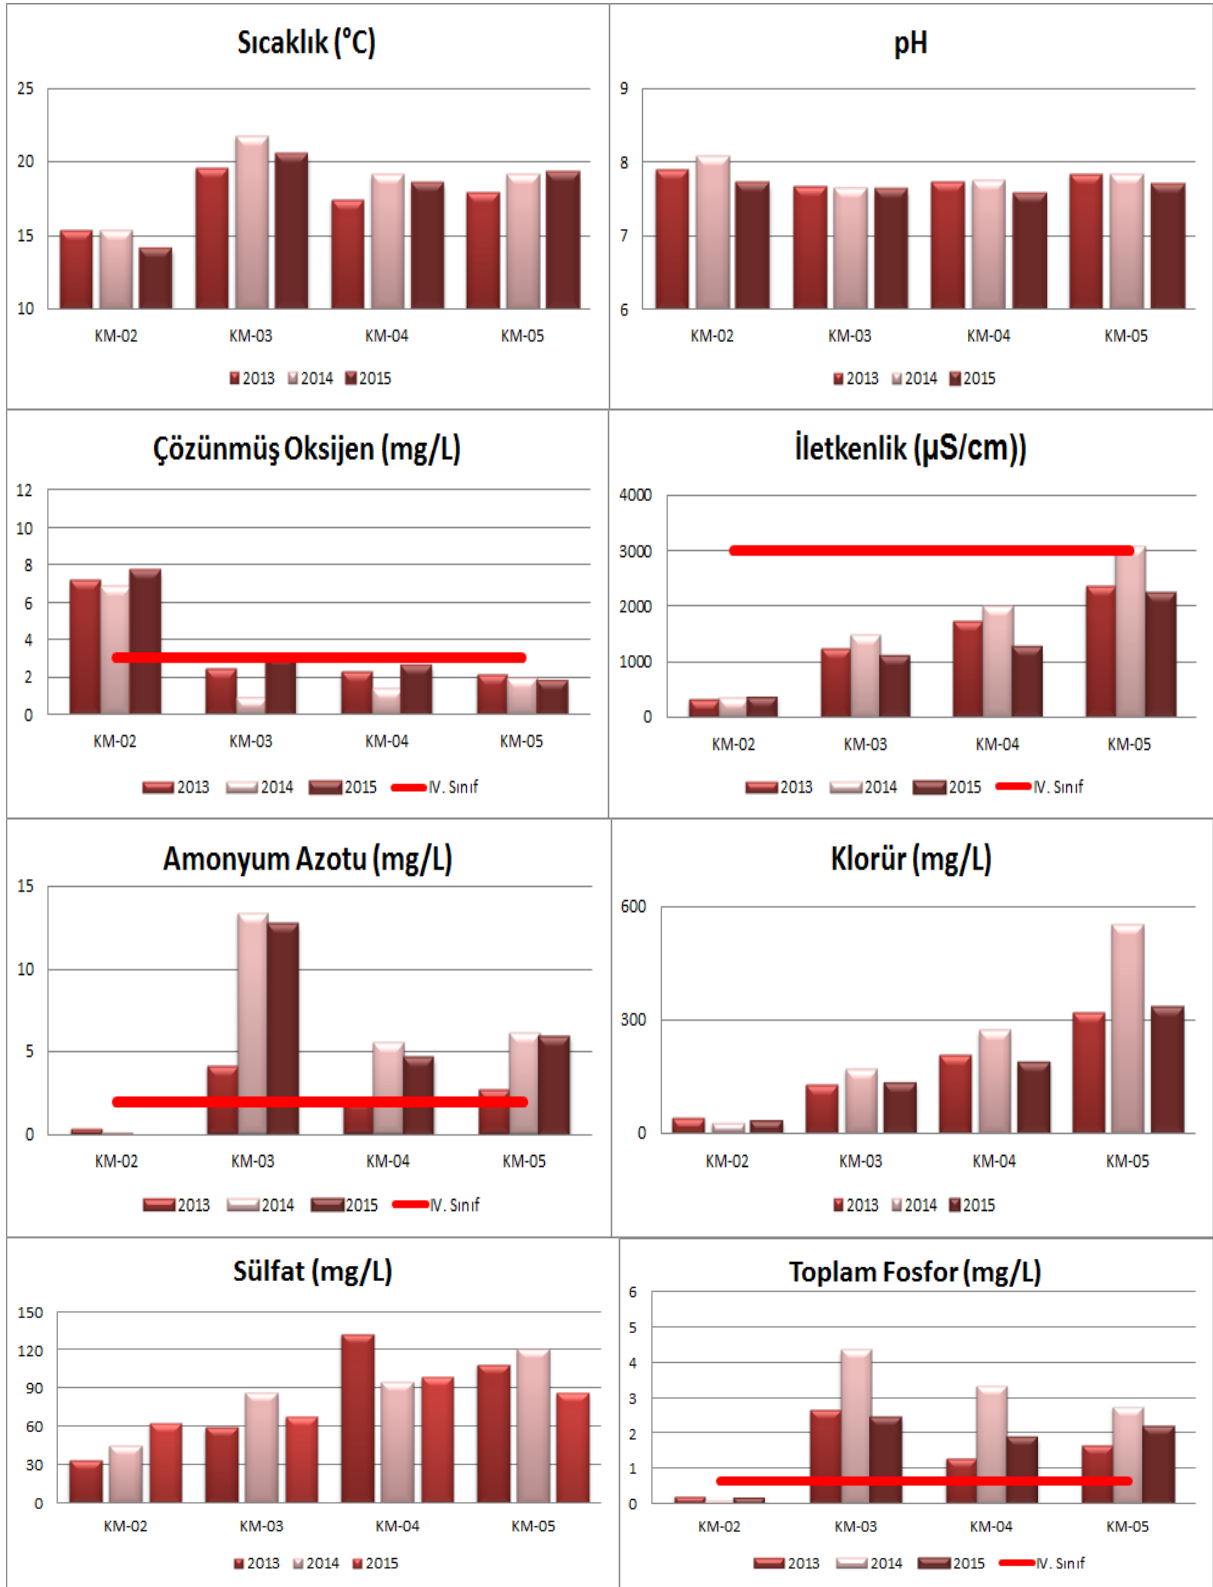 Sıcaklık (°C)
25
20
15
10
KM-02 KM-03 KM-04 KM-05
2013 2014 2015
pH
9
8
7
6
KM-02 KM-03 KM-04 KM-05
2013 2014 2015
Çözünmüş Oksijen (mg/L)
12
10
8
6
4
2
0
KM-02 KM-03 KM-04 KM-05
2013 2014 2015 IV. Sınıf
İletkenlik (µS/cm))
4000
3000
2000
1000
0
KM-02 KM-03 KM-04 KM-05
2013 2014 2015 IV. Sınıf
Amonyum Azotu (mg/L)
15
10
5
0
KM-02 KM-03 KM-04 KM-05
2013 2014 2015 IV. Sınıf
Klorür (mg/L)
600
300
0
KM-02 KM-03 KM-04 KM-05
2013 2014 2015
Sülfat (mg/L)
150
120
90
60
30
0
KM-02 KM-03 KM-04 KM-05
2013 2014 2015
Toplam Fosfor (mg/L)
6
5
4
3
2
1
0
KM-02 KM-03 KM-04 KM-05
2013 2014 2015 IV. Sınıf